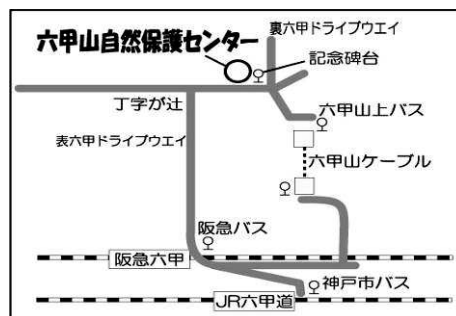 裏六甲ドライブウエイ
六甲山自然保護センター
記念碑台
丁字が辻
六甲山上バス
表六甲ドライブウエイ
六甲山ケーブル
阪急バス
阪急六甲
神戸市バス
JR六甲道